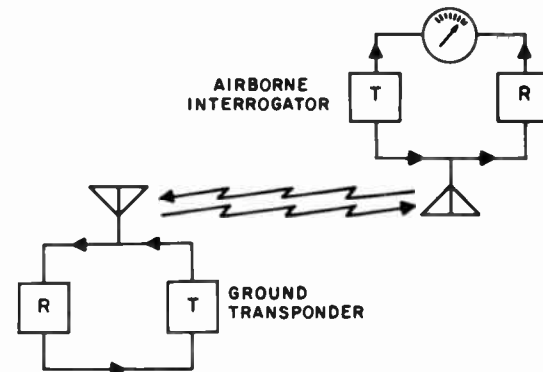 AIRBORNE
INTERROGATOR
T
R
R
T
GROUND
TRANSPONDER